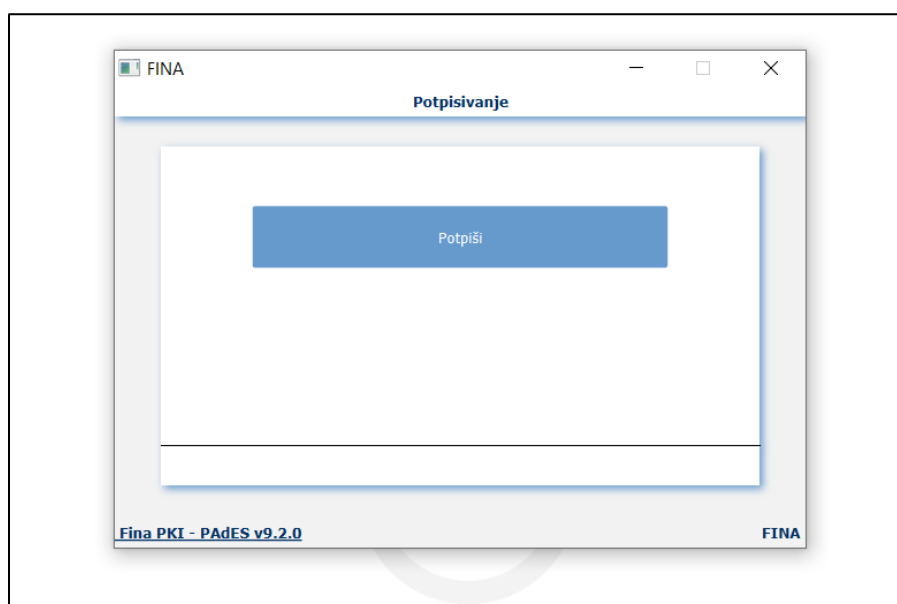 FINA
Potpisivanje
Potpiši
Fina PKI - PAdES v9.2.0
FINA